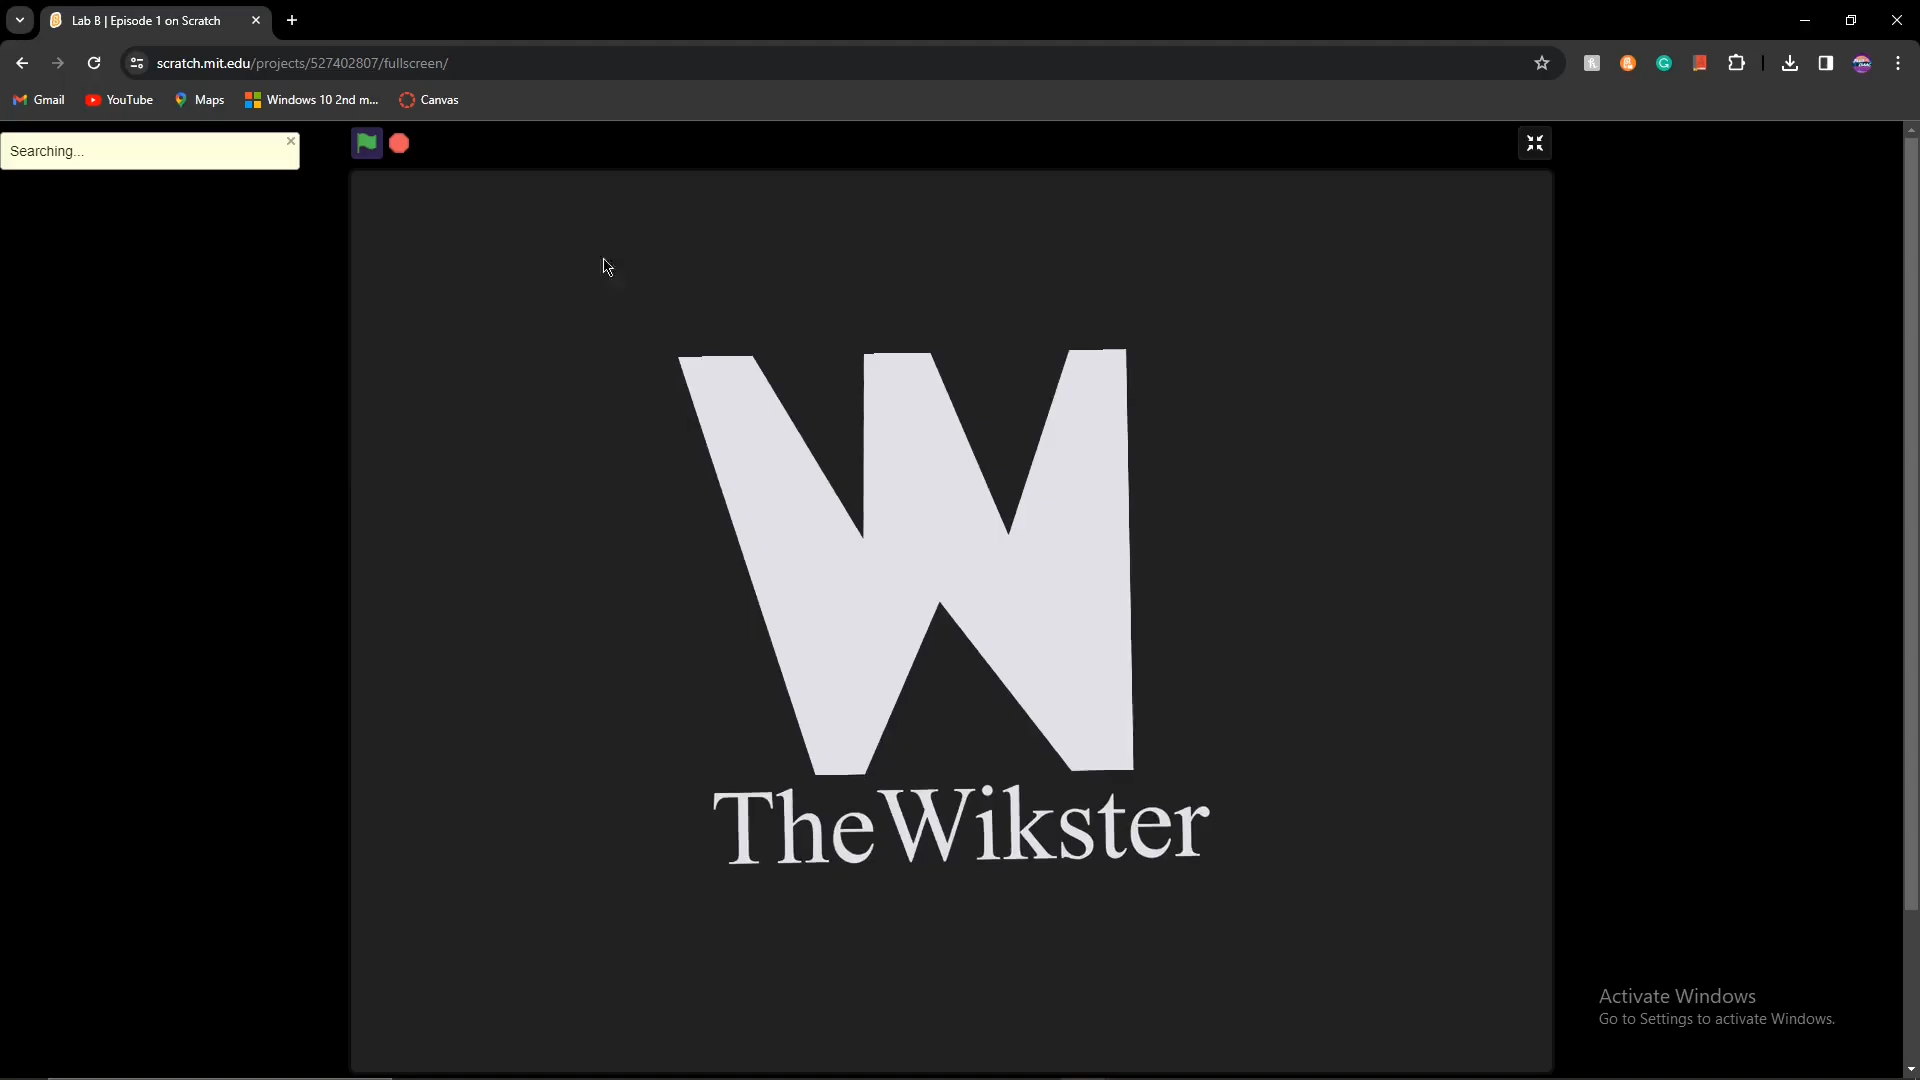 Lab B | Episode 1 on Scratch
scratch.mit.edu/projects/527402807/fullscreen/
Gmail YouTube Maps Windows 10 2nd m... Canvas
Searching...
W
TheWikster
Activate Windows
Go to Settings to activate Windows.